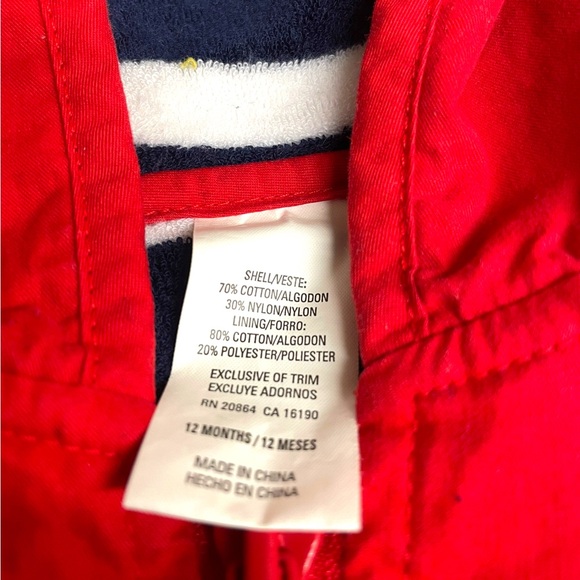 SHELL/VESTE:
70% COTTON/ALGODON
30% NYLON/NYLON
LINING/FORRO:
80% COTTON/ALGODON
20% POLYESTER/POLIESTER
EXCLUSIVE OF TRIM
EXCLUYE ADORNOS
RN 20864 CA 16190
12 MONTHS / 12 MESES
MADE IN CHINA
HECHO EN CHINA